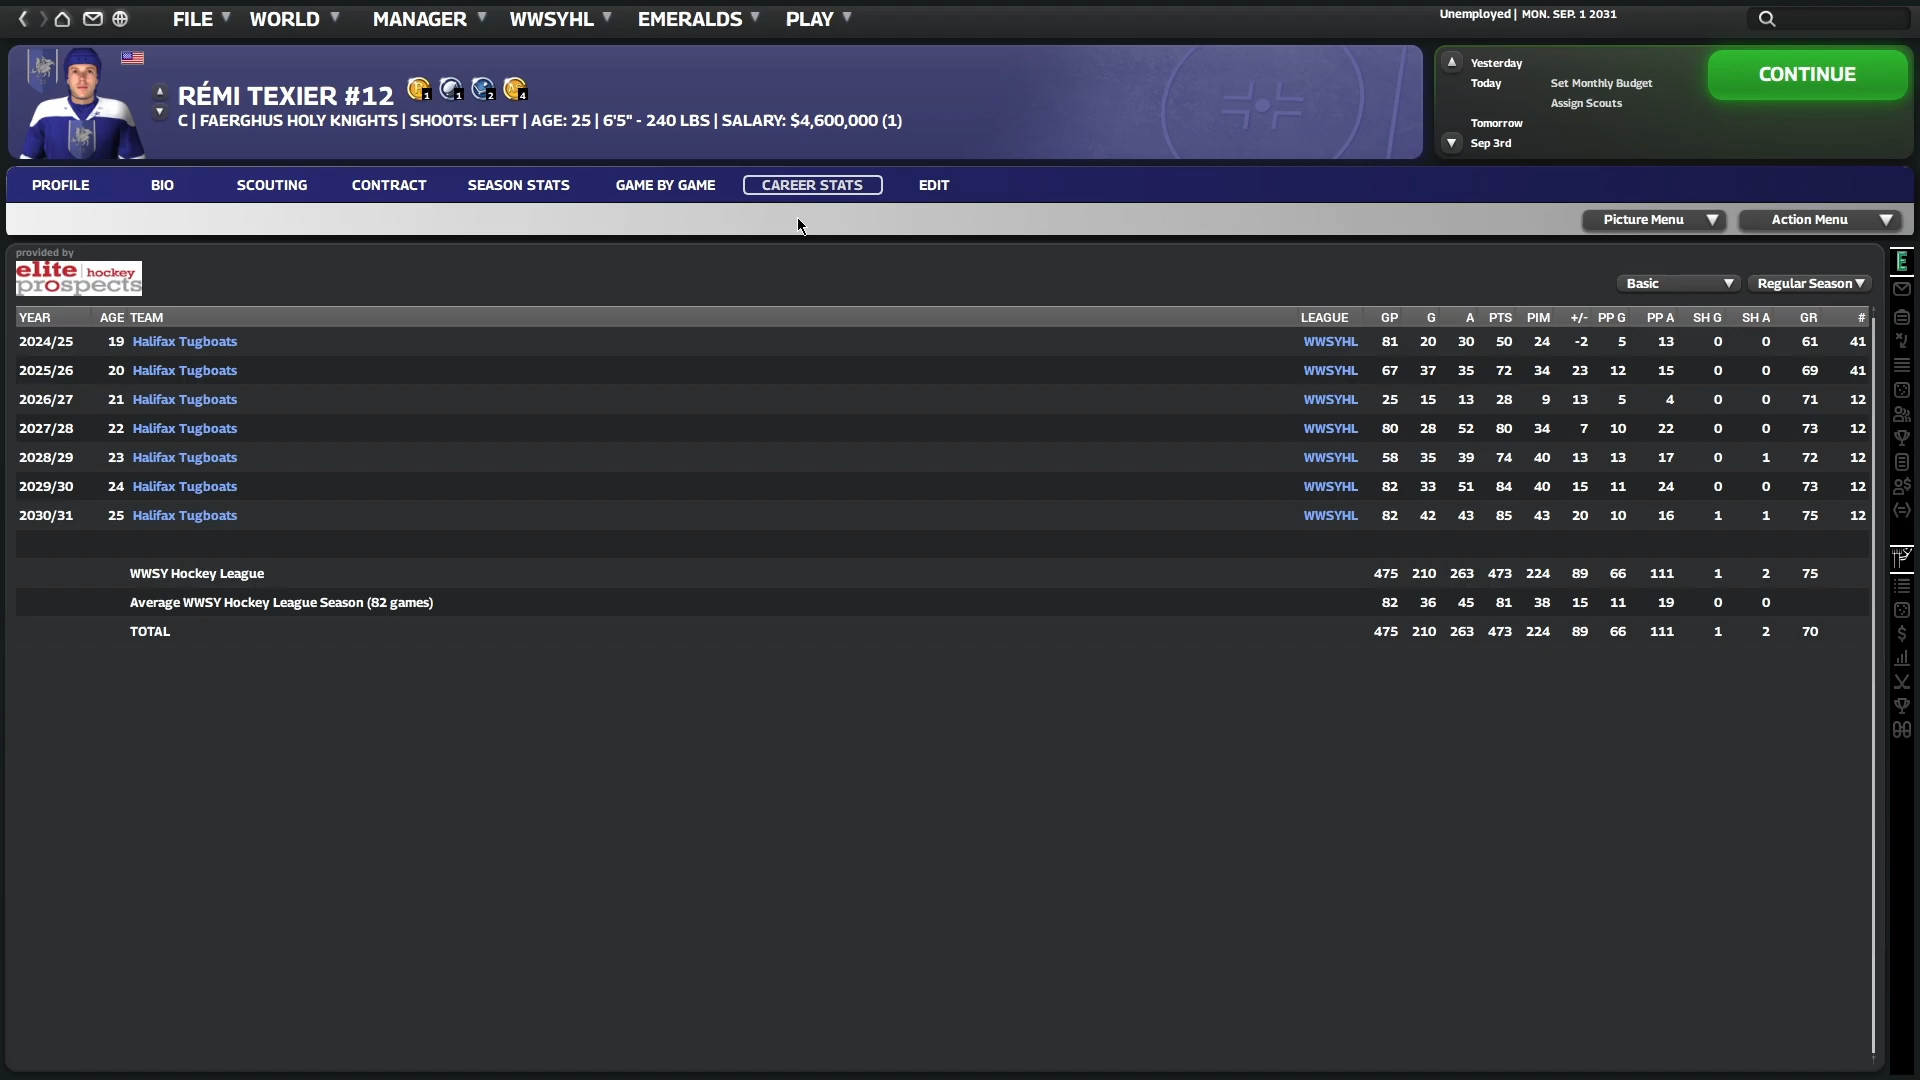 FILE WORLD MANAGER WWSYHL EMERALDS PLAY Unemployed | MON. SEP. 1 2031
RÉMI TEXIER #12 1 1 2 4
C | FAERGHUS HOLY KNIGHTS | SHOOTS: LEFT | AGE: 25 | 6'5" - 240 LBS | SALARY: $4,600,000 (1)
Yesterday
Today Set Monthly Budget
Assign Scouts
Tomorrow
Sep 3rd
CONTINUE
PROFILE BIO SCOUTING CONTRACT SEASON STATS GAME BY GAME CAREER STATS EDIT
Picture Menu Action Menu
provided by
elite hockey
prospects
Basic Regular Season
YEAR AGE TEAM LEAGUE GP G A PTS PIM +/- PP G PP A SH G SH A GR #
2024/25 19 Halifax Tugboats WWSYHL 81 20 30 50 24 -2 5 13 0 0 61 41
2025/26 20 Halifax Tugboats WWSYHL 67 37 35 72 34 23 12 15 0 0 69 41
2026/27 21 Halifax Tugboats WWSYHL 25 15 13 28 9 13 5 4 0 0 71 12
2027/28 22 Halifax Tugboats WWSYHL 80 28 52 80 34 7 10 22 0 0 73 12
2028/29 23 Halifax Tugboats WWSYHL 58 35 39 74 40 13 13 17 0 1 72 12
2029/30 24 Halifax Tugboats WWSYHL 82 33 51 84 40 15 11 24 0 0 73 12
2030/31 25 Halifax Tugboats WWSYHL 82 42 43 85 43 20 10 16 1 1 75 12
WWSY Hockey League 475 210 263 473 224 89 66 111 1 2 75
Average WWSY Hockey League Season (82 games) 82 36 45 81 38 15 11 19 0 0
TOTAL 475 210 263 473 224 89 66 111 1 2 70
E